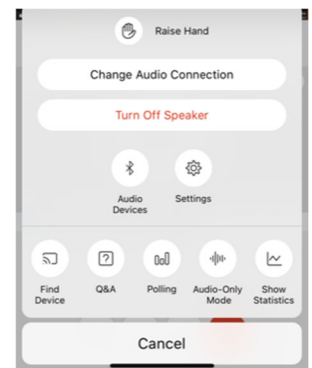 Raise Hand
Change Audio Connection
Turn Off Speaker
Audio
Devices
Settings
Find
Device
Q&A
Polling
Audio-Only
Mode
Show
Statistics
Cancel